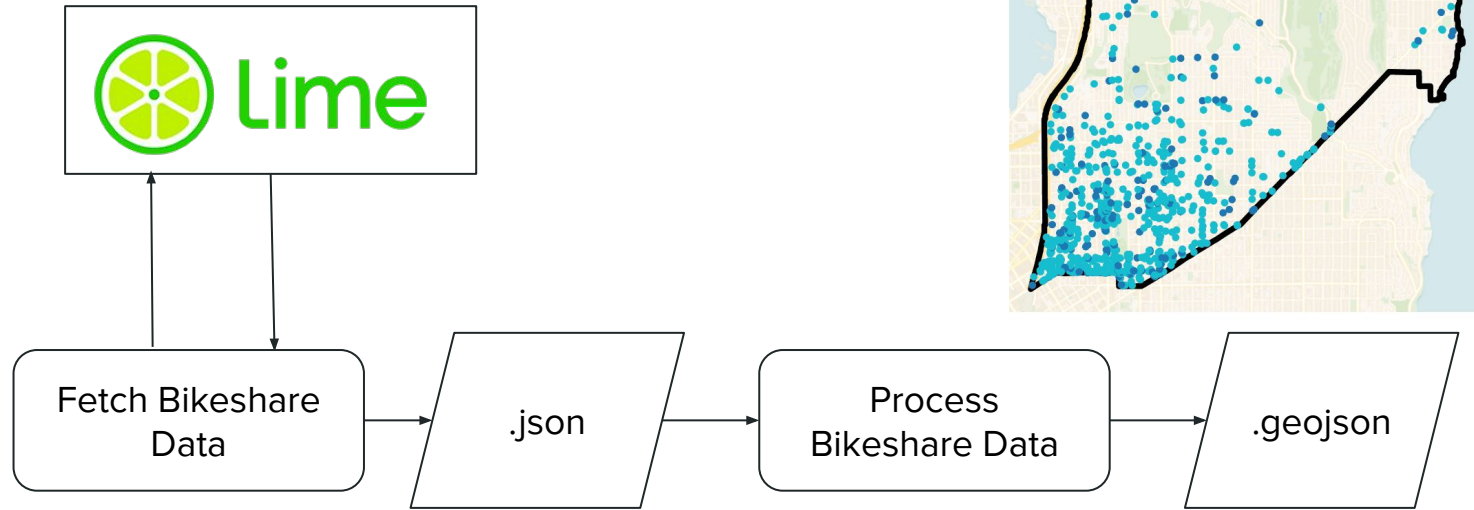 Lime
Fetch Bikeshare
Data
.json
Process
Bikeshare Data
.geojson